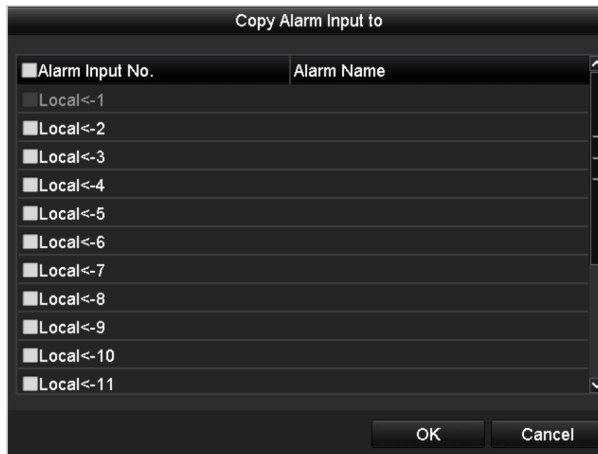 Copy Alarm Input to
Alarm Input No. Alarm Name
Local<-1
Local<-2
Local<-3
Local<-4
Local<-5
Local<-6
Local<-7
Local<-8
Local<-9
Local<-10
Local<-11
OK Cancel